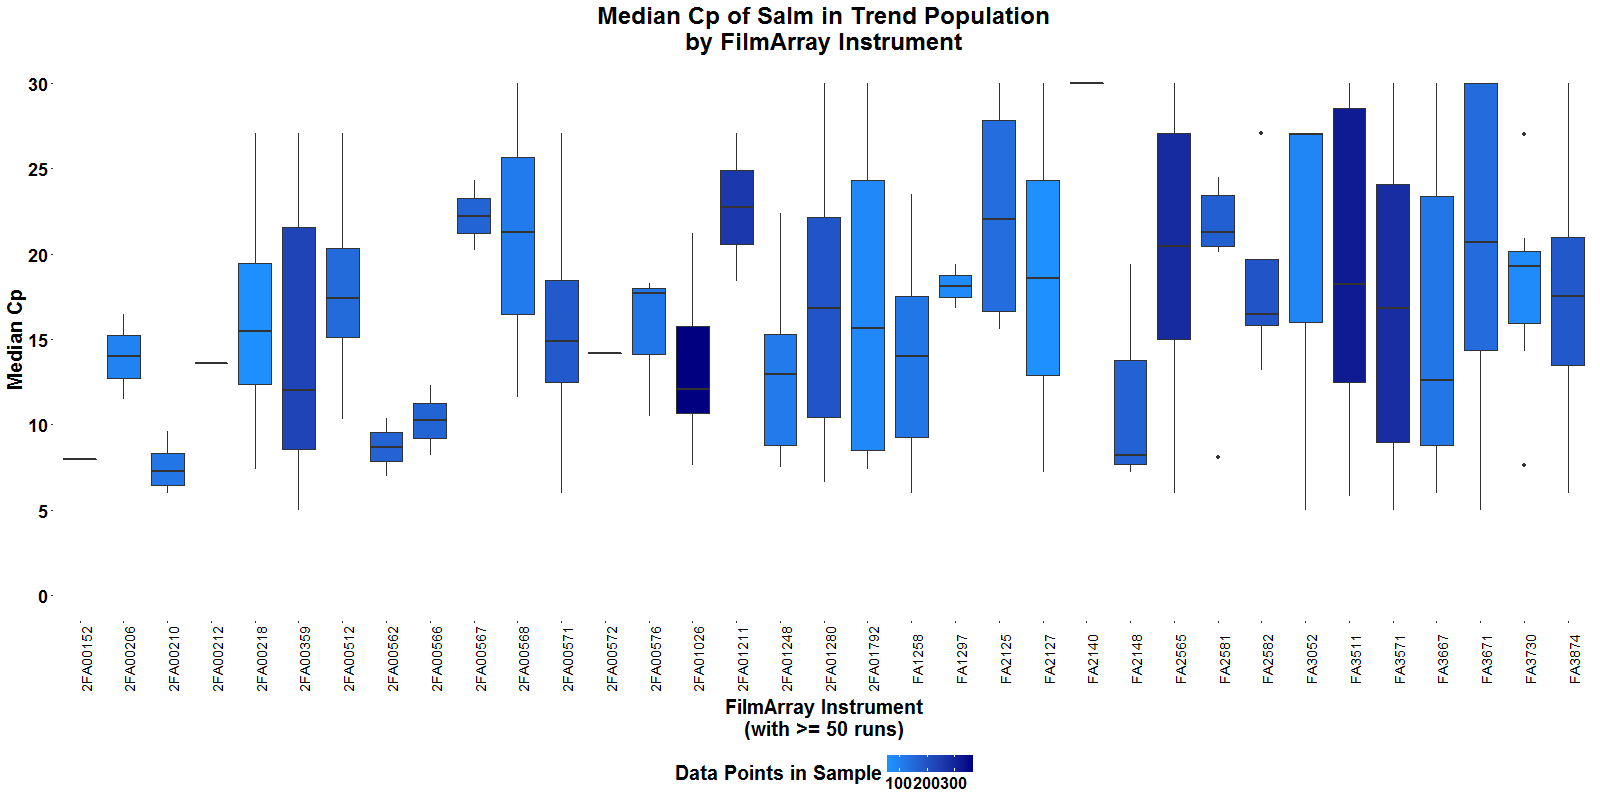 Median Cp of Salm in Trend Population
by FilmArray Instrument
Median Cp
30
25
20
15
10
5
0
2FA00152
2FA00206
2FA00210
2FA00212
2FA00218
2FA00359
2FA00512
2FA00562
2FA00566
2FA00567
2FA00568
2FA00571
2FA00572
2FA00576
2FA01026
2FA01211
2FA01248
2FA01280
2FA01792
FA1258
FA1297
FA2125
FA2127
FA2140
FA2148
FA2565
FA2581
FA2582
FA3052
FA3511
FA3571
FA3667
FA3671
FA3730
FA3874
FilmArray Instrument
(with >= 50 runs)
Data Points in Sample
100200300